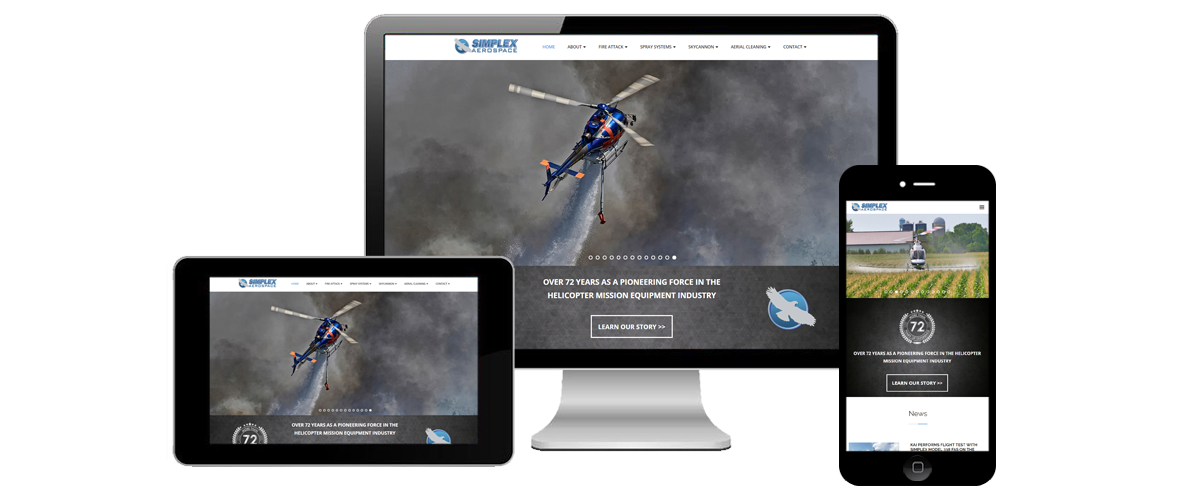 SIMPLEX
AEROSPACE
HOME ABOUT FIRE ATTACK SPRAY SYSTEMS SKYCANNON AERIAL CLEANING CONTACT
OVER 72 YEARS AS A PIONEERING FORCE IN THE
HELICOPTER MISSION EQUIPMENT INDUSTRY
LEARN OUR STORY >>
SIMPLEX
AEROSPACE
HOME ABOUT FIRE ATTACK SPRAY SYSTEMS SKYCANNON AERIAL CLEANING CONTACT
72
OVER 72 YEARS AS A PIONEERING FORCE IN THE
HELICOPTER MISSION EQUIPMENT INDUSTRY
SIMPLEX
AEROSPACE
72
OVER 72 YEARS AS A PIONEERING FORCE IN THE HELICOPTER
MISSION EQUIPMENT INDUSTRY
LEARN OUR STORY >>
News
KAI PERFORMS FLIGHT TEST WITH
SIMPLEX MODEL ON THE